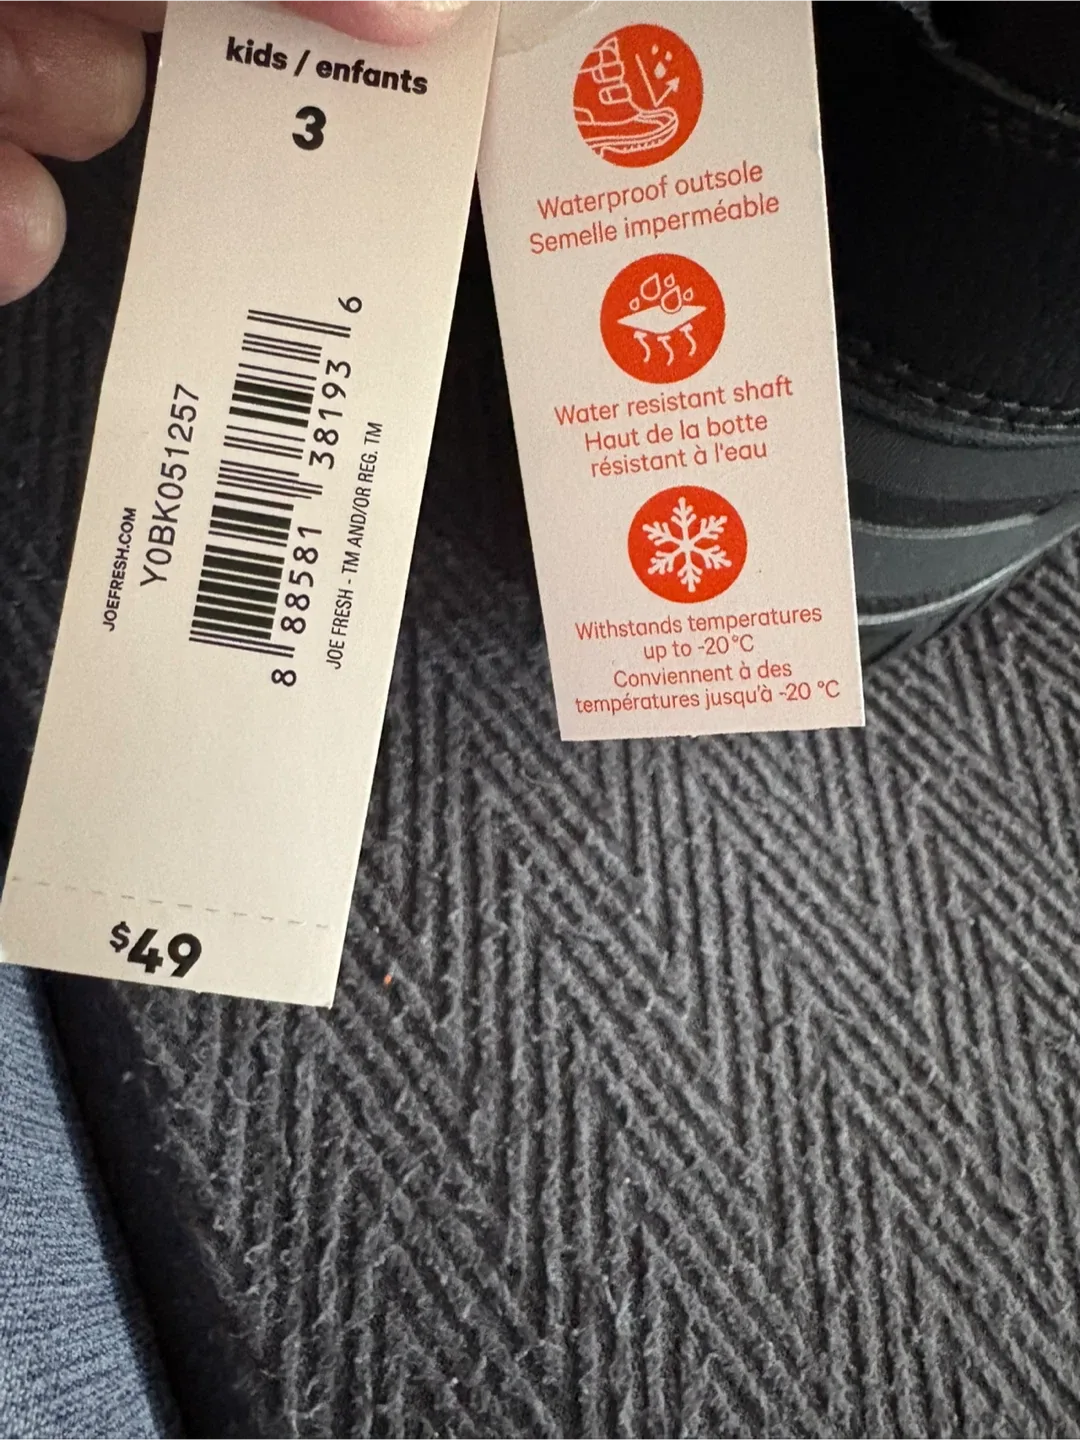 kids / enfants
3
JOEFRESH.COM
Y0BK051257
8 88581 38193 6
JOE FRESH - TM AND/OR REG. TM
$49
Waterproof outsole
Semelle imperméable
Water resistant shaft
Haut de la botte
résistant à l'eau
Withstands temperatures
up to -20°C
Conviennent à des
températures jusqu'à -20 °C